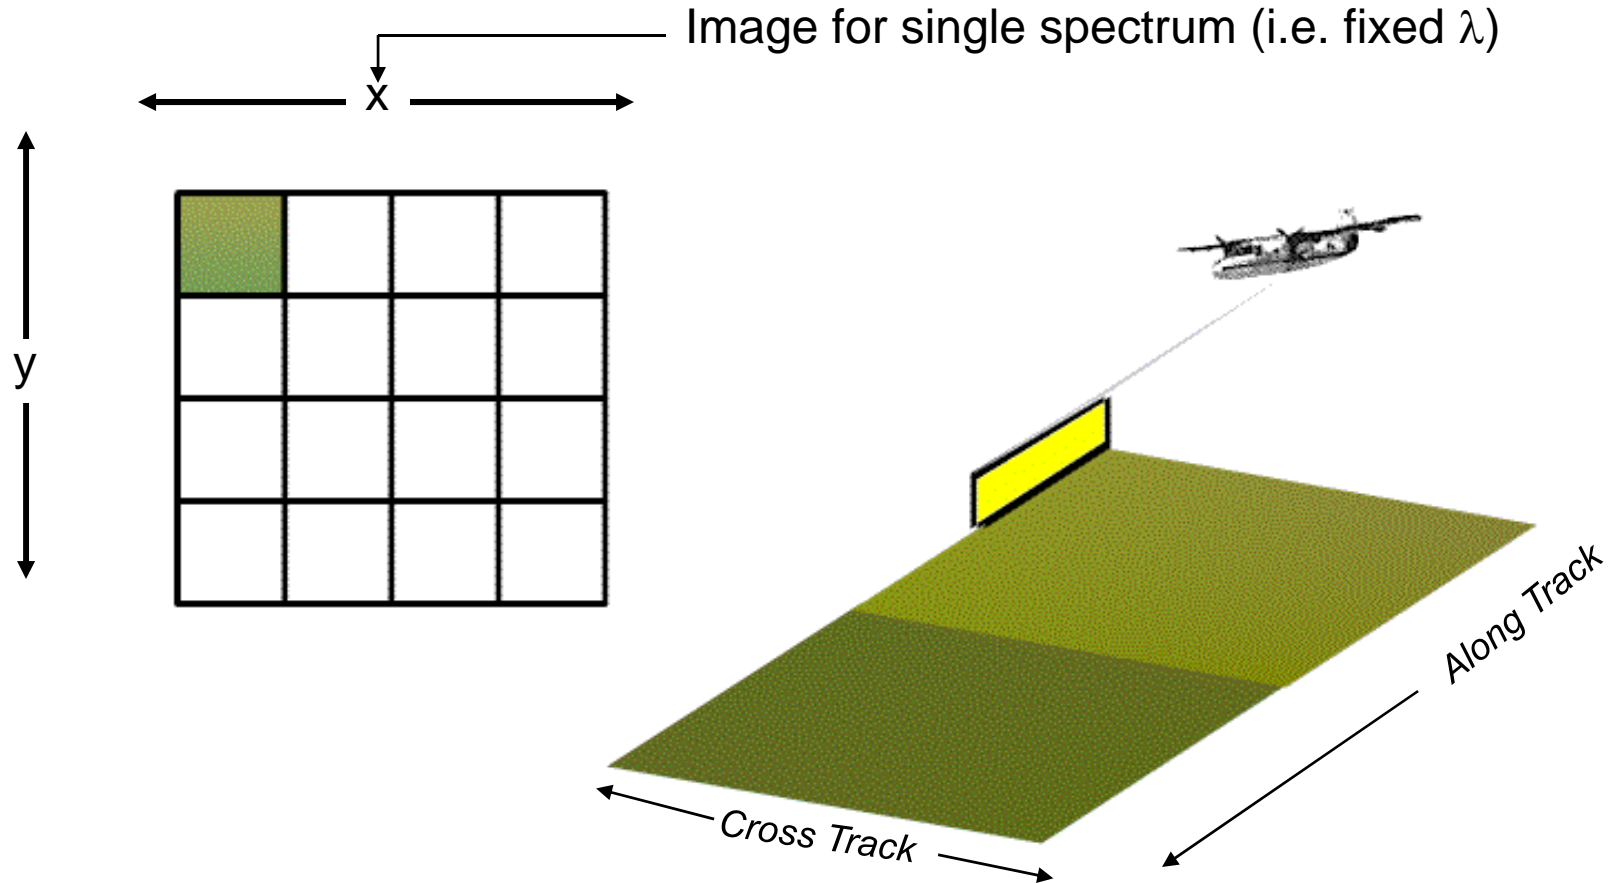 Image for single spectrum (i.e. fixed λ)
x
y
Along Track
Cross Track